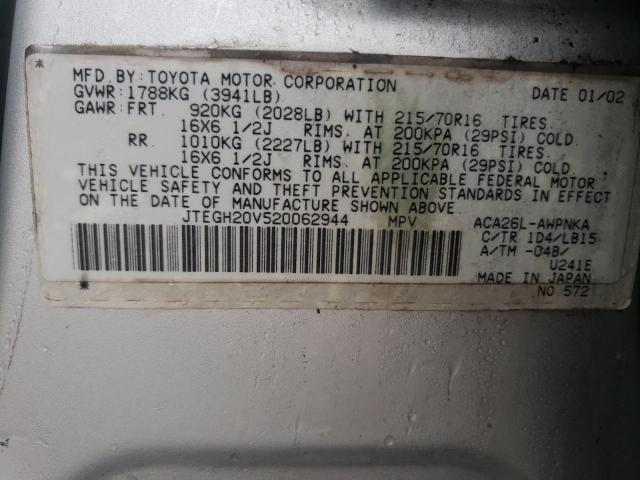 MFD.BY:TOYOTA MOTOR CORPORATION DATE 01/02
GVWR:1788KG (3941LB)
GAWR:FRT. 920KG (2028LB) WITH 215/70R16 TIRES.
16X6 1/2J RIMS. AT 200KPA (29PSI) COLD
RR. 1010KG (2227LB) WITH 215/70R16 TIRES.
16X6 1/2J RIMS. AT 200KPA (29PSI) COLD.
THIS VEHICLE CONFORMS TO ALL APPLICABLE FEDERAL MOTOR
VEHICLE SAFETY AND THEFT PREVENTION STANDARDS IN EFFECT
ON THE DATE OF MANUFACTURE SHOWN ABOVE.
JTEGH20V520062944 MPV ACA26L-AWPNKA
C/TR 1D4/LB15
A/TM -04B/
U241E
MADE IN JAPAN
NO 572